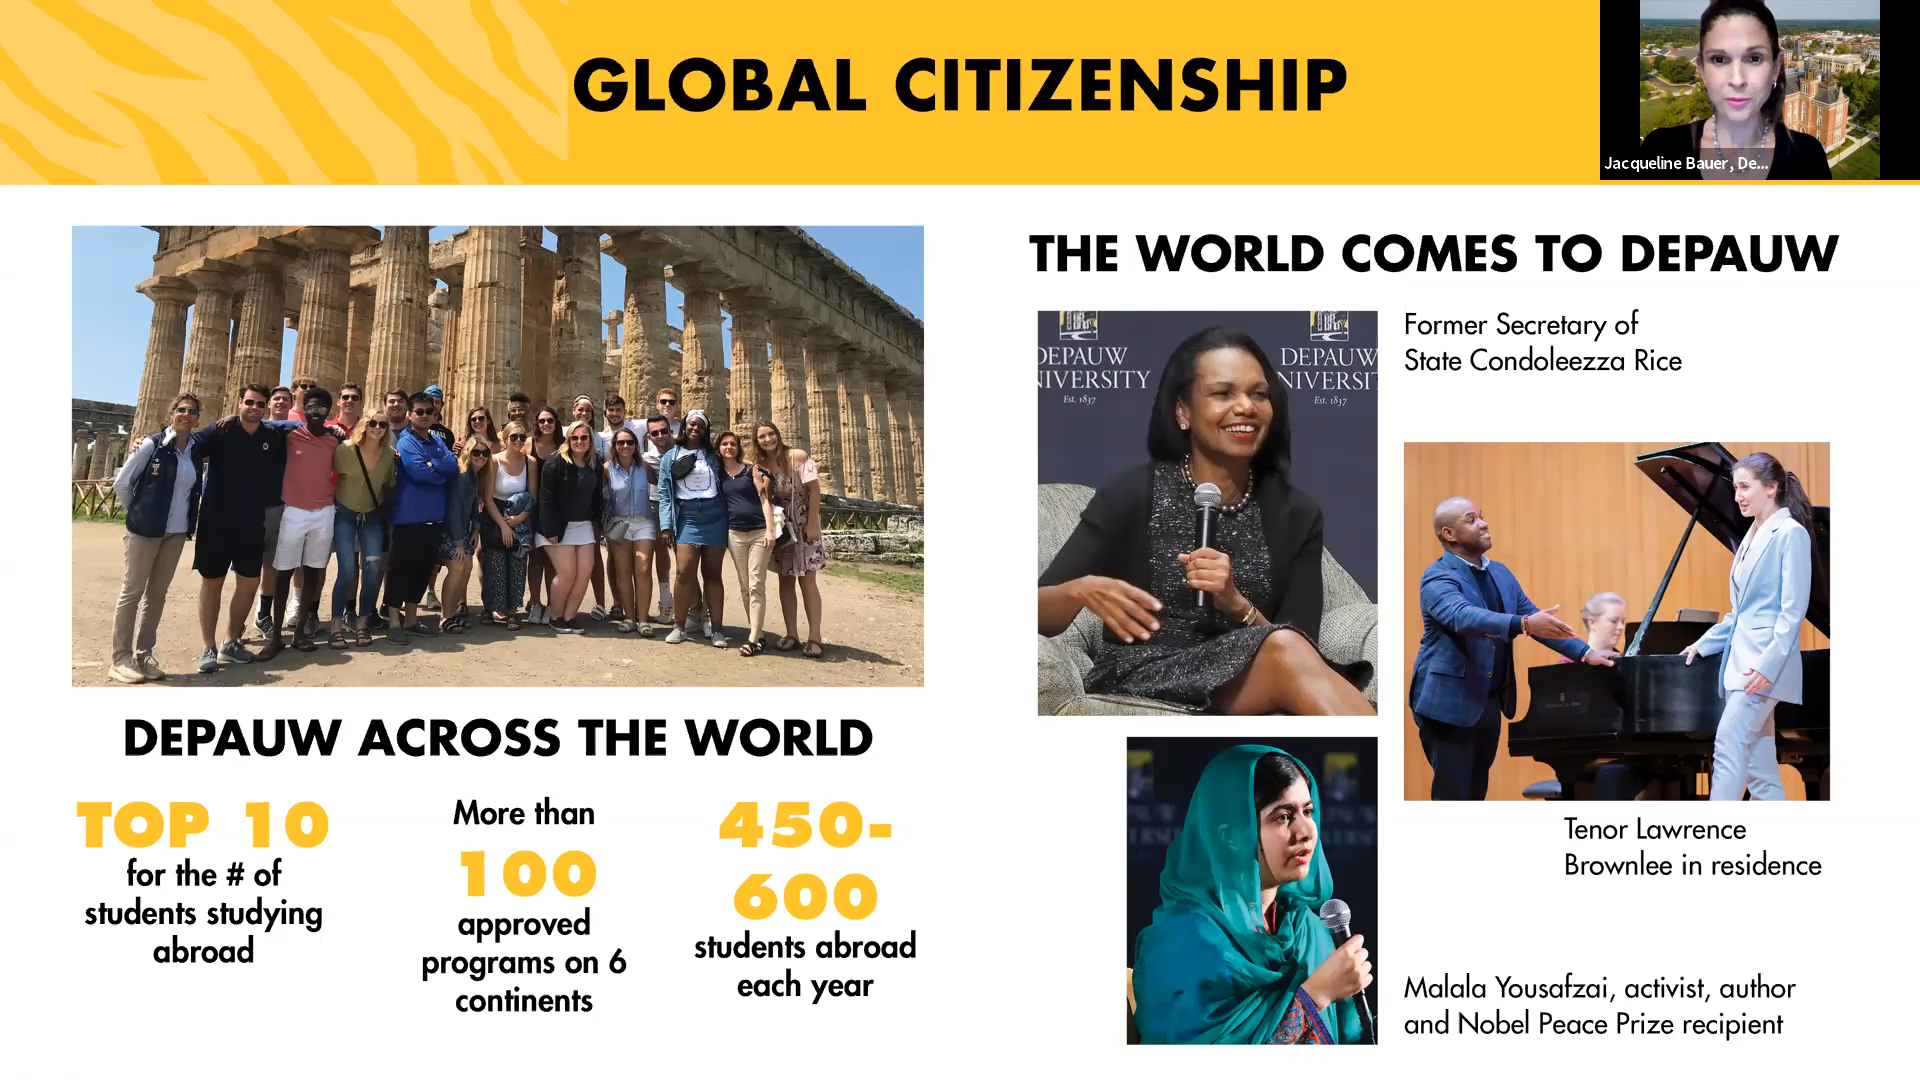 GLOBAL CITIZENSHIP
Jacqueline Bauer, De...
THE WORLD COMES TO DEPAUW
DEPAUW
NIVERSITY
Est. 1837
DEPAUW
NIVERSIT
Est. 1837
Former Secretary of
State Condoleezza Rice
Tenor Lawrence
Brownlee in residence
Malala Yousafzai, activist, author
and Nobel Peace Prize recipient
DEPAUW ACROSS THE WORLD
TOP 10
for the # of
students studying
abroad
More than
100
approved
programs on 6
continents
450-
600
students abroad
each year